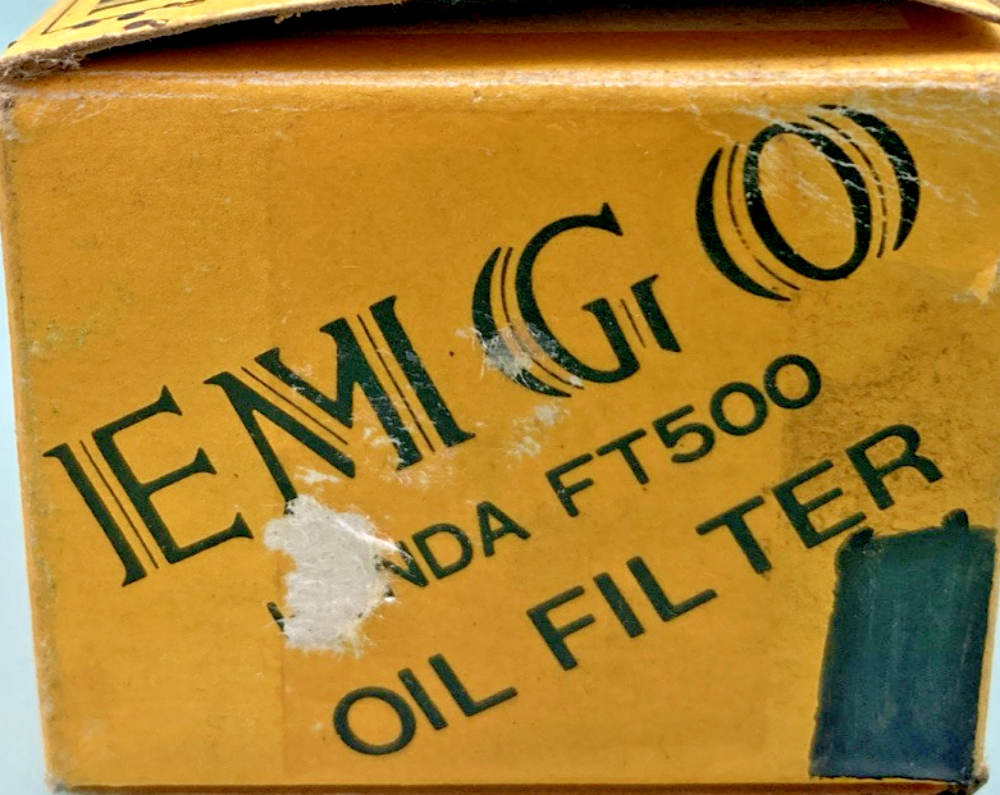 EMGO
NDA FT500
OIL FILTER